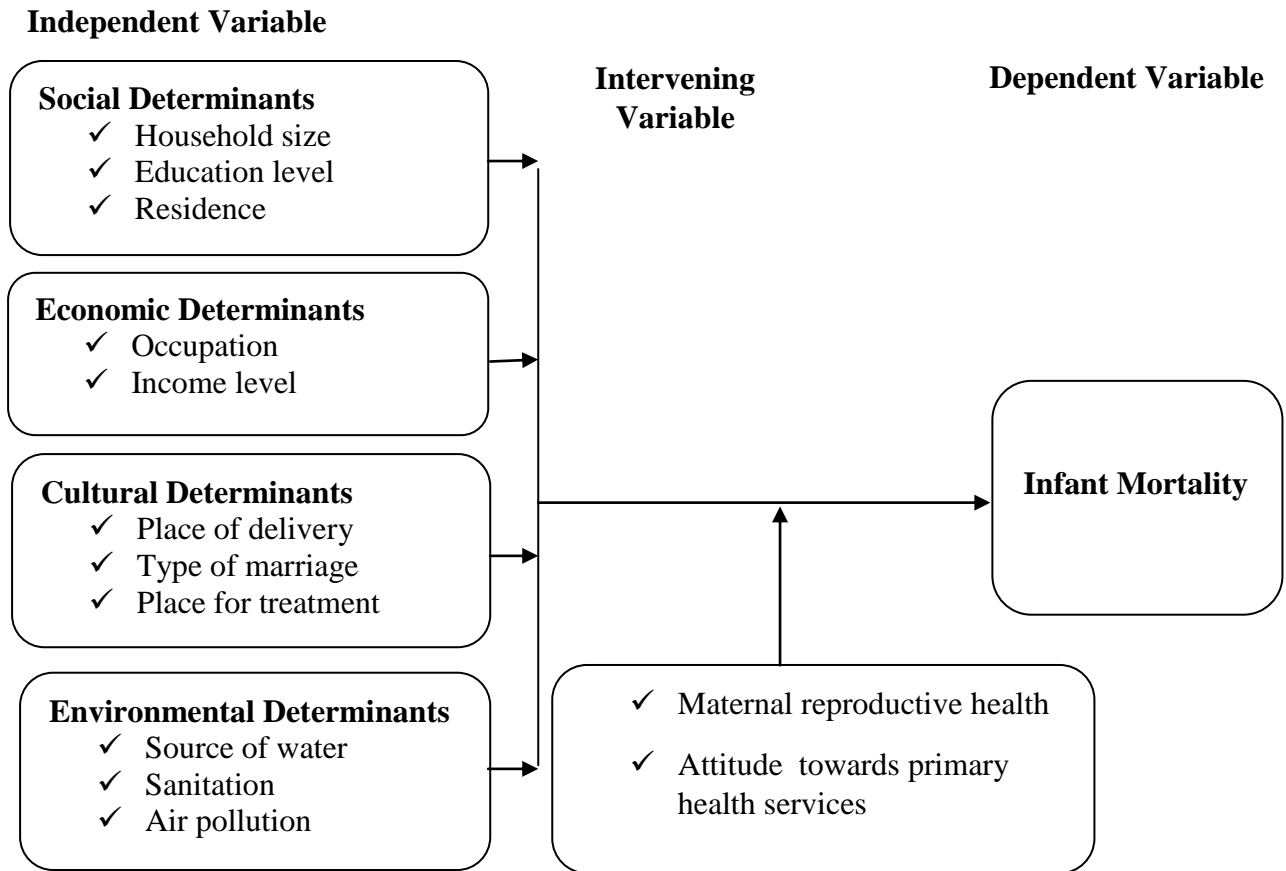 Independent Variable
Intervening
Variable
Dependent Variable
Social Determinants
✓ Household size
✓ Education level
✓ Residence
Economic Determinants
✓ Occupation
✓ Income level
Cultural Determinants
✓ Place of delivery
✓ Type of marriage
✓ Place for treatment
Environmental Determinants
✓ Source of water
✓ Sanitation
✓ Air pollution
✓ Maternal reproductive health
✓ Attitude towards primary
health services
Infant Mortality